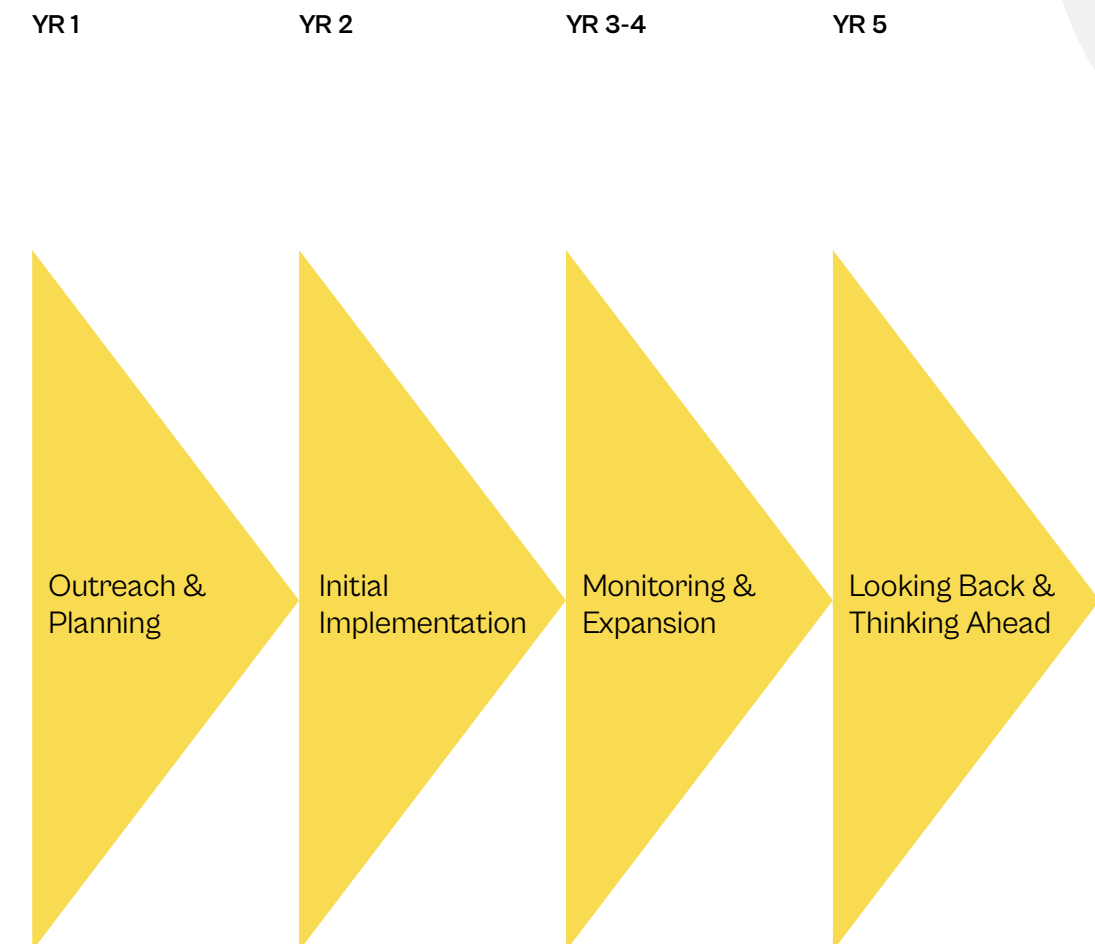 YR 1
YR 2
YR 3-4
YR 5
Outreach &
Planning
Initial
Implementation
Monitoring &
Expansion
Looking Back &
Thinking Ahead